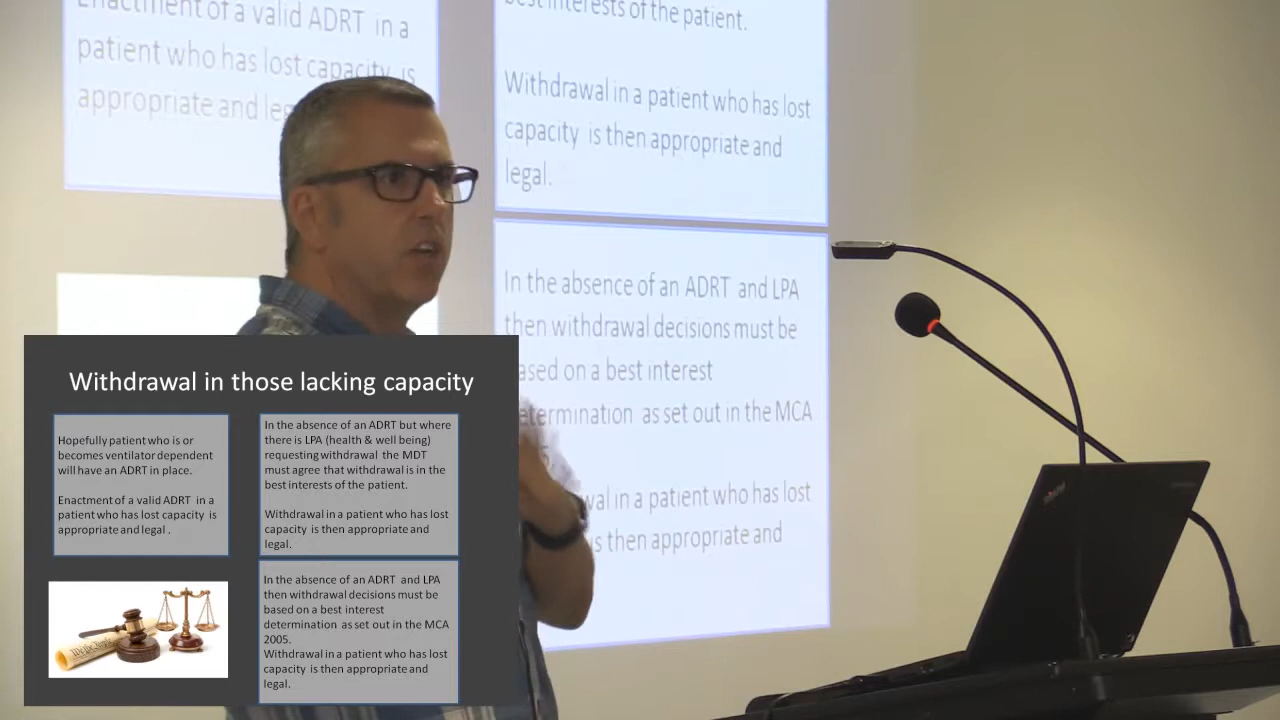 Enactment of a valid ADRT in a
patient who has lost capacity is
appropriate and leg
best interests of the patient.
Withdrawal in a patient who has lost
capacity is then appropriate and
legal.
In the absence of an ADRT and LPA
then withdrawal decisions must be
ased on a best interest
etermination as set out in the MCA
5.
wal in a patient who has lost
is then appropriate and
Withdrawal in those lacking capacity
Hopefully patient who is or
becomes ventilator dependent
will have an ADRT in place.
Enactment of a valid ADRT in a
patient who has lost capacity is
appropriate and legal .
In the absence of an ADRT but where
there is LPA (health & well being)
requesting withdrawal the MDT
must agree that withdrawal is in the
best interests of the patient.
Withdrawal in a patient who has lost
capacity is then appropriate and
legal.
In the absence of an ADRT and LPA
then withdrawal decisions must be
based on a best interest
determination as set out in the MCA
2005.
Withdrawal in a patient who has lost
capacity is then appropriate and
legal.